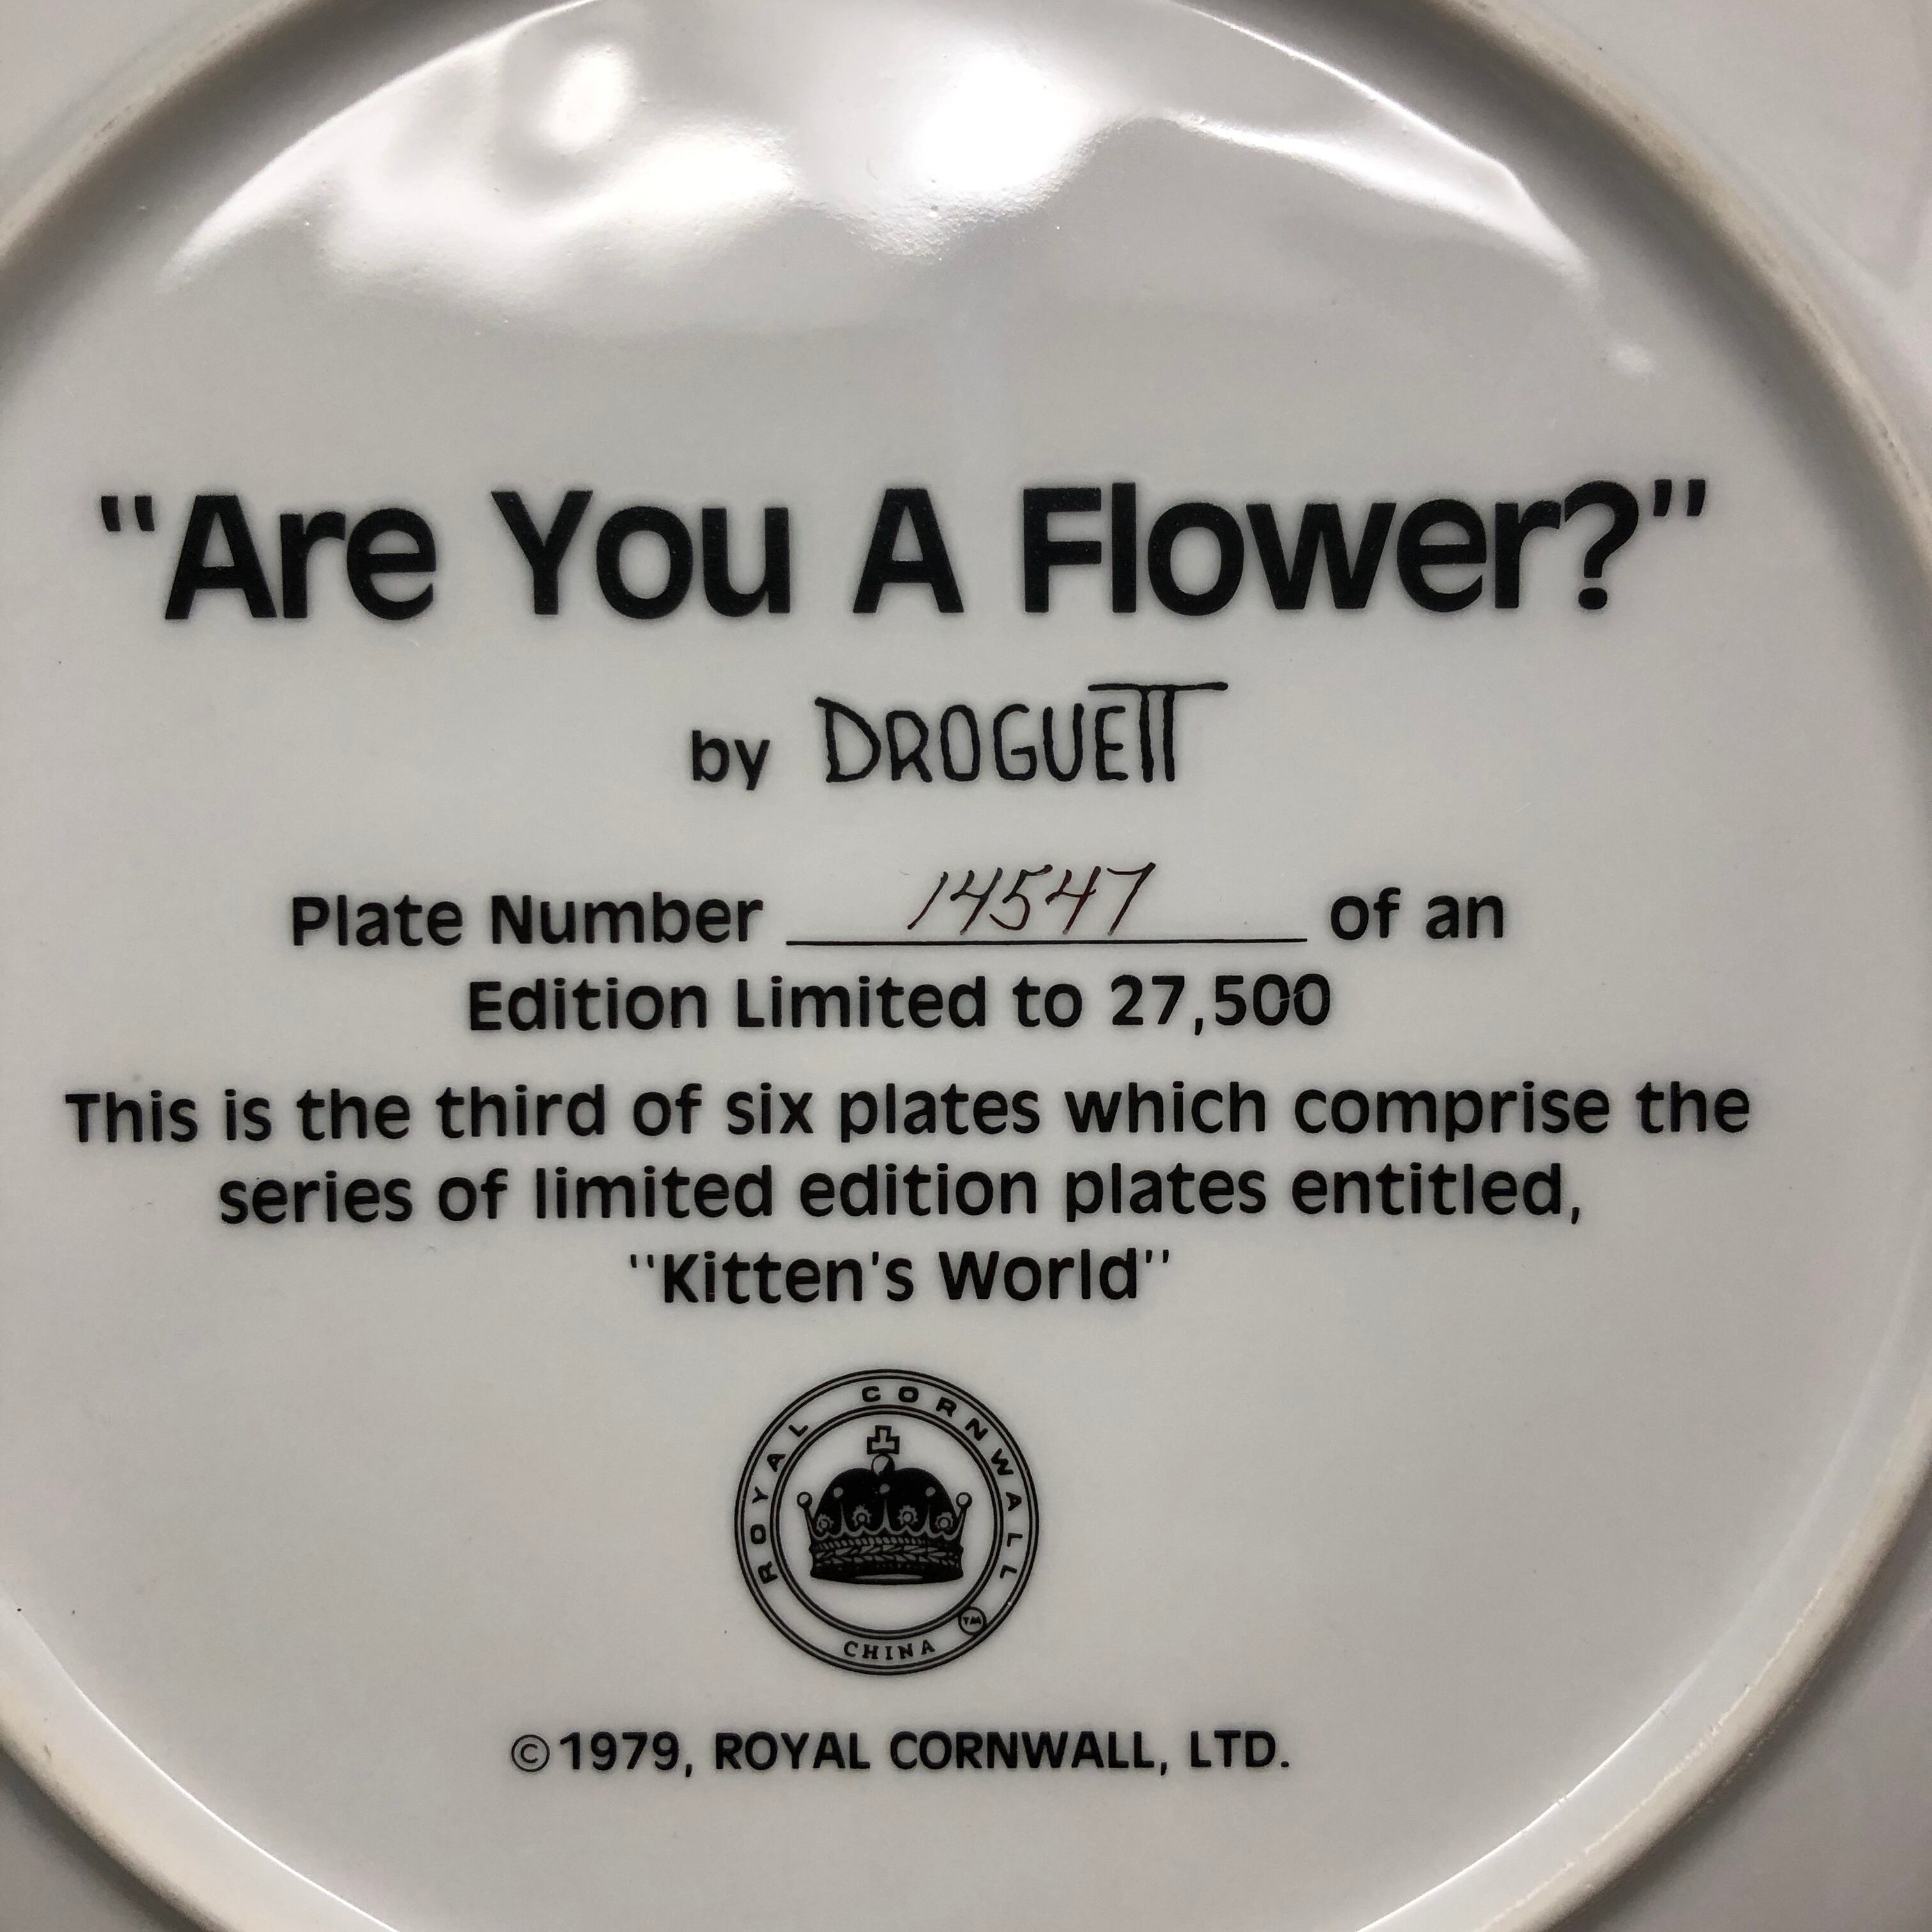 "Are You A Flower?"
by DROGUETT
Plate Number 14547 of an
Edition Limited to 27,500
This is the third of six plates which comprise the
series of limited edition plates entitled,
"Kitten's World"
ROYAL CORNWALL
TM
CHINA
©1979, ROYAL CORNWALL, LTD.